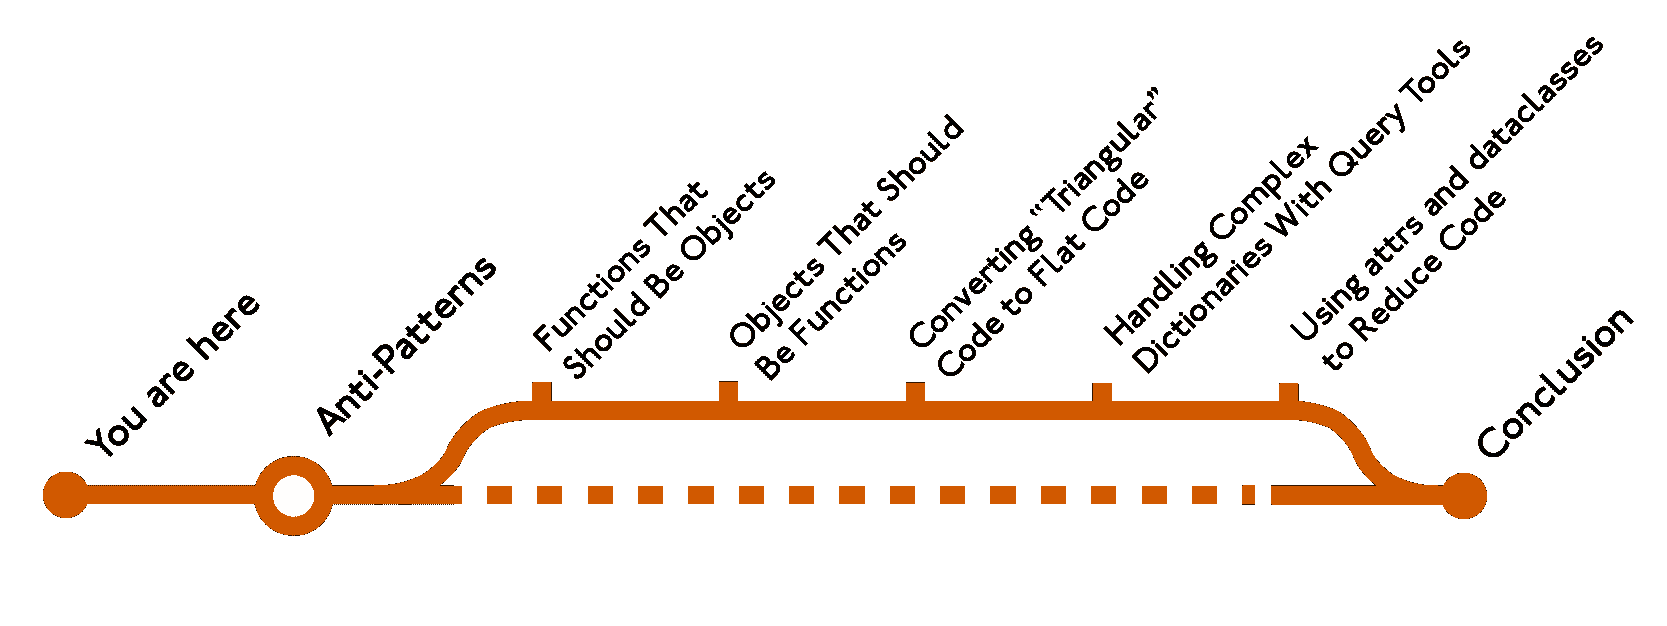 You are here
Anti-Patterns
Functions That
Should Be Objects
Objects That Should
Be Functions
Converting “Triangular”
Code to Flat Code
Handling Complex
Dictionaries With Query Tools
Using attrs and dataclasses
to Reduce Code
Conclusion